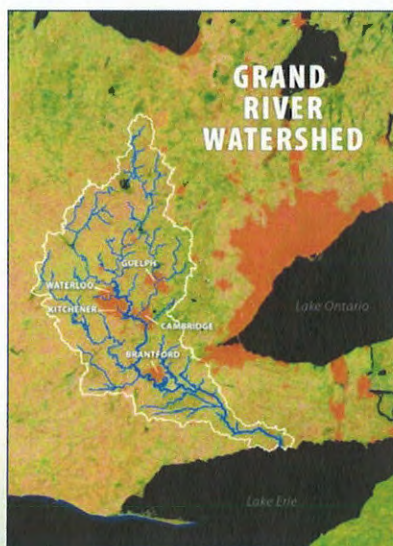 GRAND
RIVER
WATERSHED
GUELPH
WATERLOO
KITCHENER
CAMBRIDGE
BRANTFORD
Lake Ontario
Lake Erie